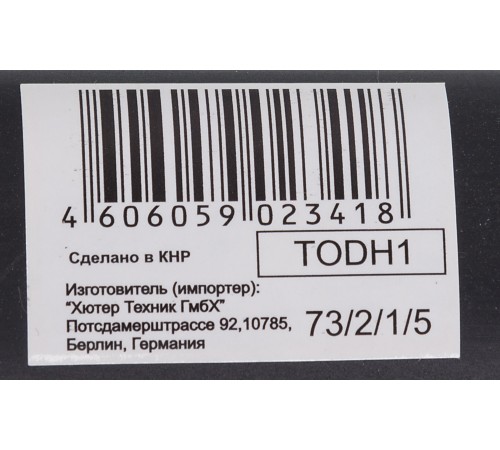 4 606059 023418
Сделано в КНР
TODH1
Изготовитель (импортер):
“Хютер Техник ГмбХ”
Потсдамерштрассе 92,10785,
Берлин, Германия
73/2/1/5